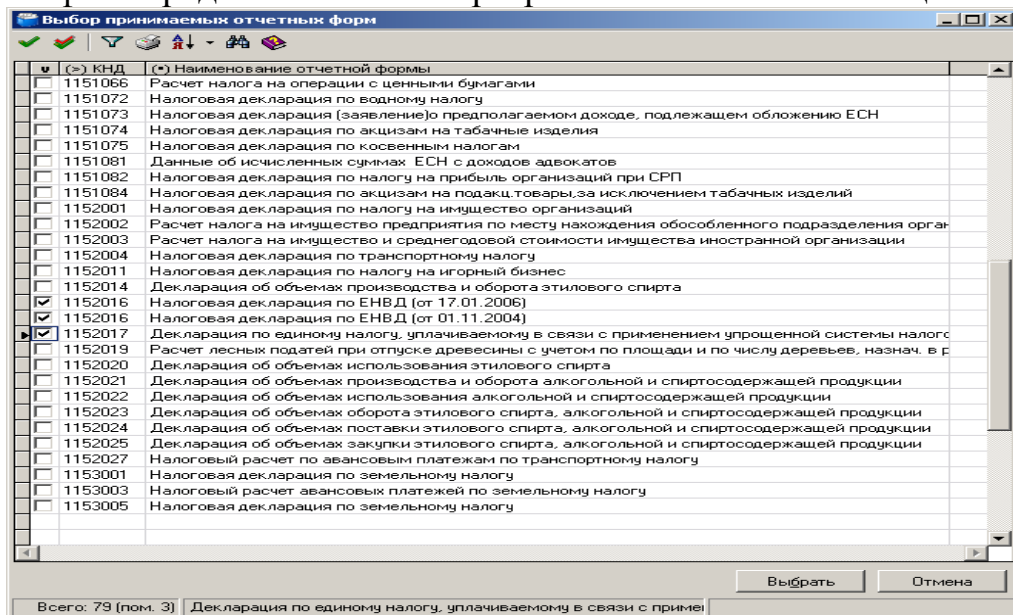 Выбор принимаемых отчетных форм
(>) КНД (•) Наименование отчетной формы
1151066 Расчет налога на операции с ценными бумагами
1151072 Налоговая декларация по водному налогу
1151073 Налоговая декларация (заявление)о предполагаемом доходе, подлежащем обложению ЕСН
1151074 Налоговая декларация по акцизам на табачные изделия
1151075 Налоговая декларация по косвенным налогам
1151081 Данные об исчисленных суммах ЕСН с доходов адвокатов
1151082 Налоговая декларация по налогу на прибыль организаций при СРП
1151084 Налоговая декларация по акцизам на подакц.товары,за исключением табачных изделий
1152001 Налоговая декларация по налогу на имущество организаций
1152002 Расчет налога на имущество предприятия по месту нахождения обособленного подразделения орган
1152003 Расчет налога на имущество и среднегодовой стоимости имущества иностранной организации
1152004 Налоговая декларация по транспортному налогу
1152011 Налоговая декларация по налогу на игорный бизнес
1152014 Декларация об объемах производства и оборота этилового спирта
1152016 Налоговая декларация по ЕНВД (от 17.01.2006)
1152016 Налоговая декларация по ЕНВД (от 01.11.2004)
1152017 Декларация по единому налогу, уплачиваемому в связи с применением упрощенной системы налого
1152019 Расчет лесных податей при отпуске древесины с учетом по площади и по числу деревьев, назнач. в р
1152020 Декларация об объемах использования этилового спирта
1152021 Декларация об объемах производства и оборота алкогольной и спиртосодержащей продукции
1152022 Декларация об объемах использования алкогольной и спиртосодержащей продукции
1152023 Декларация об объемах оборота этилового спирта, алкогольной и спиртосодержащей продукции
1152024 Декларация об объемах поставки этилового спирта, алкогольной и спиртосодержащей продукции
1152025 Декларация об объемах закупки этилового спирта, алкогольной и спиртосодержащей продукции
1152027 Налоговый расчет по авансовым платежам по транспортному налогу
1153001 Налоговая декларация по земельному налогу
1153003 Налоговый расчет авансовых платежей по земельному налогу
1153005 Налоговая декларация по земельному налогу
Выбрать Отмена
Всего: 79 (пом. 3) Декларация по единому налогу, уплачиваемому в связи с приме